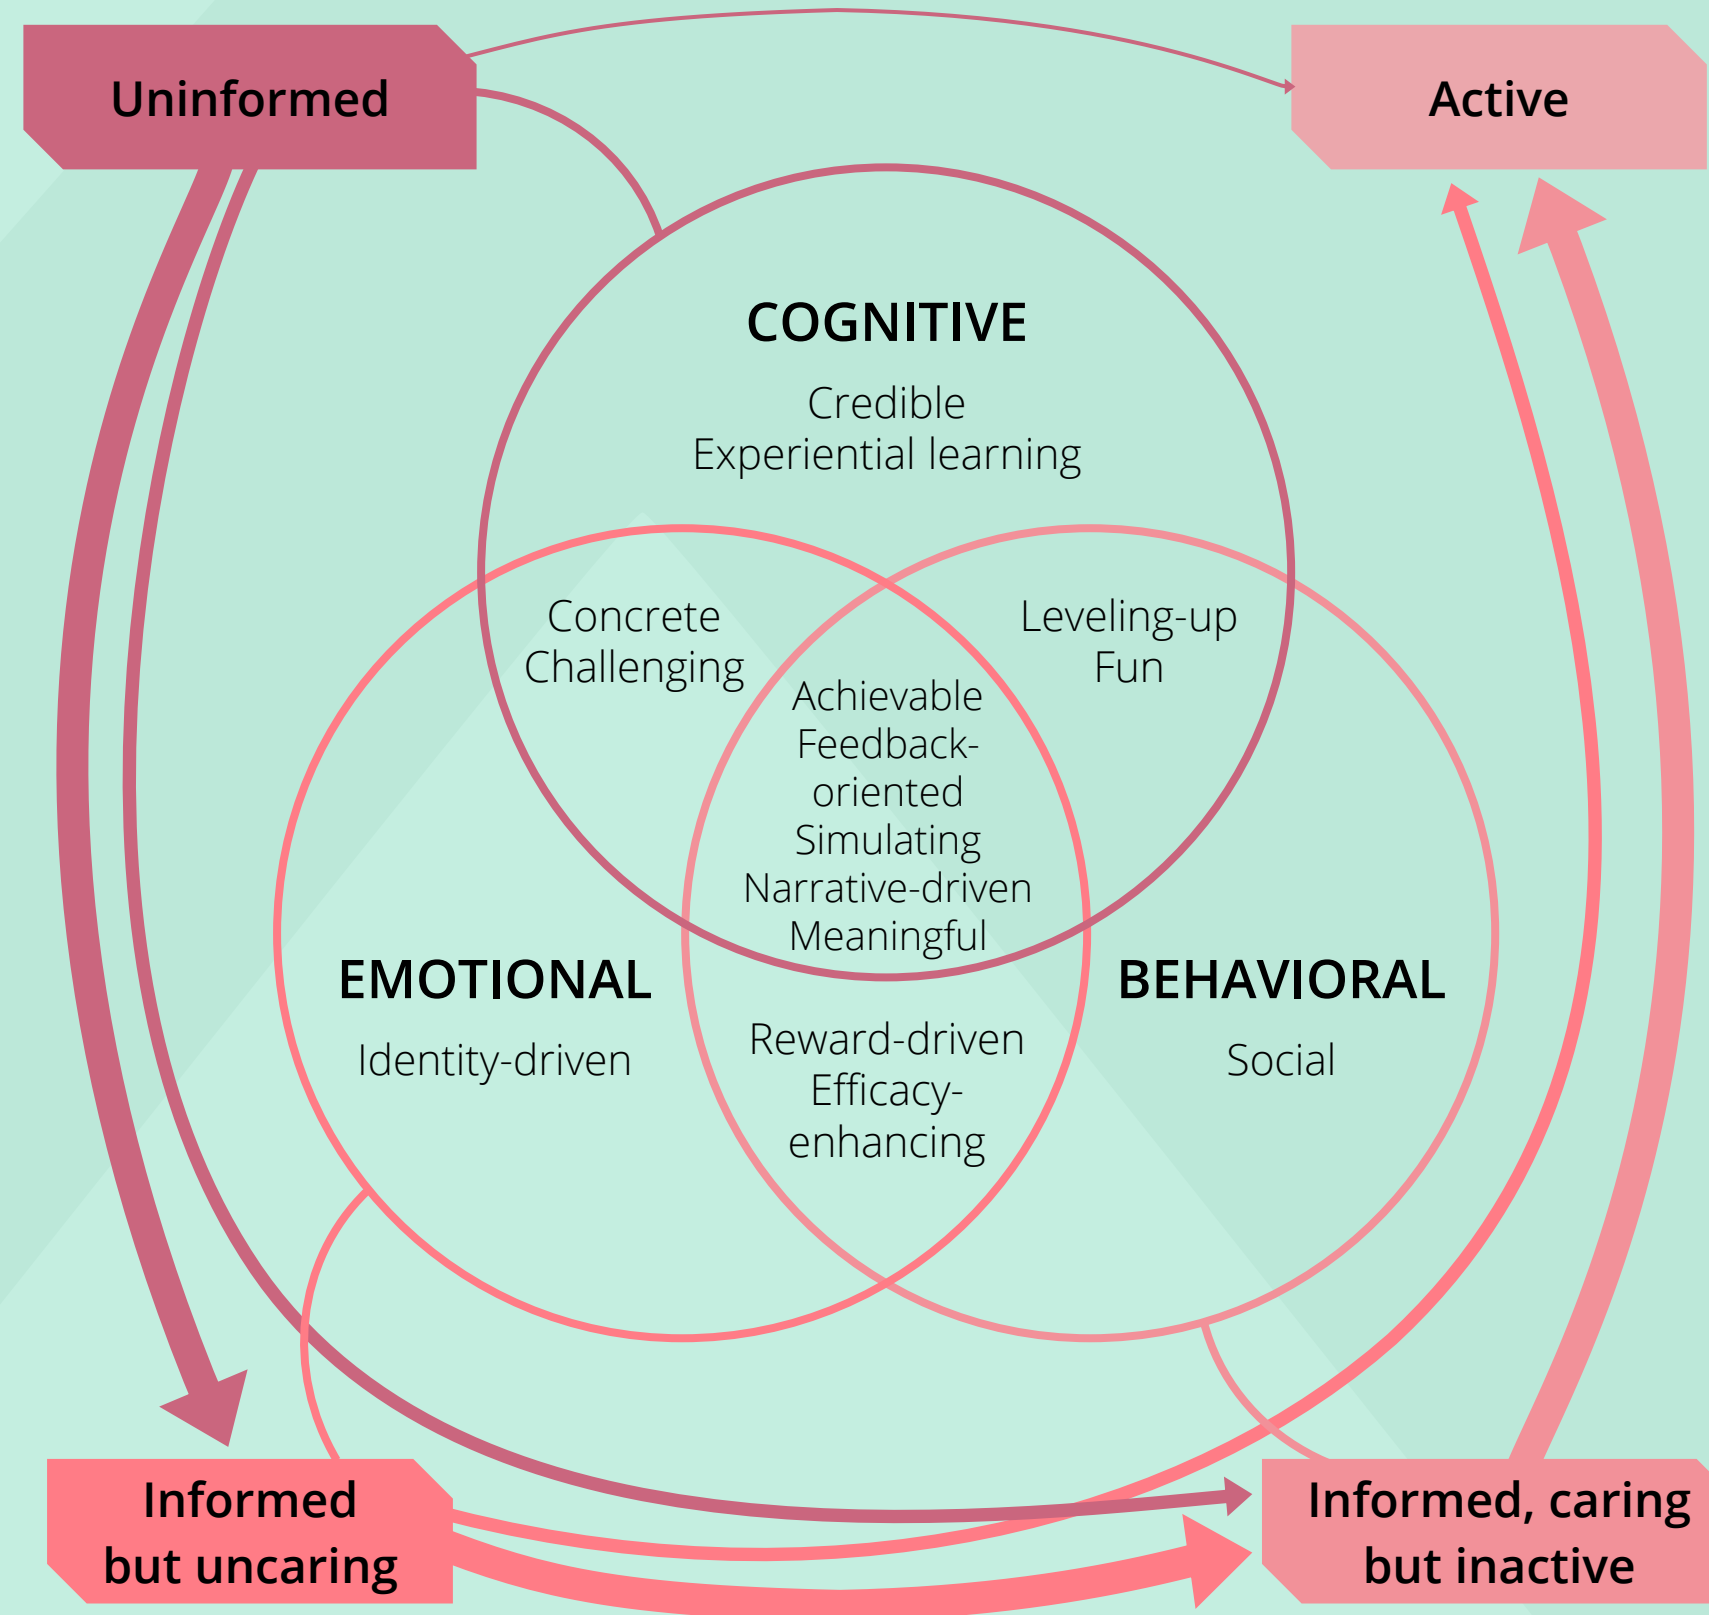 Uninformed
Active
COGNITIVE
Credible
Experiential learning
Concrete
Challenging
Leveling-up
Fun
Achievable
Feedback-
oriented
Simulating
Narrative-driven
Meaningful
EMOTIONAL
Identity-driven
BEHAVIORAL
Social
Reward-driven
Efficacy-
enhancing
Informed
but uncaring
Informed, caring
but inactive